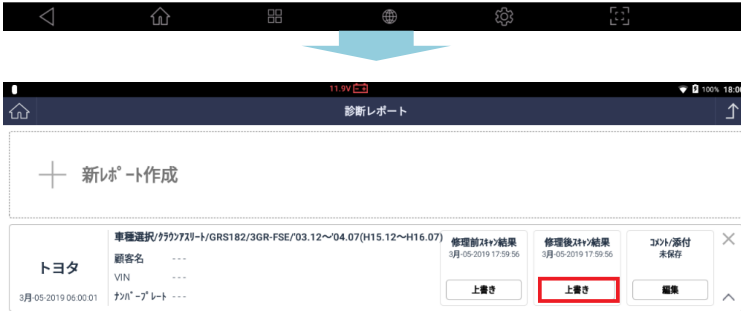 11.9V
100% 18:00
診断レポート
新ﾚﾎﾟｰﾄ作成
トヨタ
3月-05-2019 06:00:01
車種選択/ｸﾗｳﾝｱｽﾘｰﾄ/GRS182/3GR-FSE/'03.12～'04.07(H15.12～H16.07)
顧客名 ---
VIN ---
ﾅﾝﾊﾞｰﾌﾟﾚｰﾄ ---
修理前ｽｷｬﾝ結果
3月-05-2019 17:59:56
上書き
修理後ｽｷｬﾝ結果
3月-05-2019 17:59:56
上書き
ｺﾒﾝﾄ/添付
未保存
編集